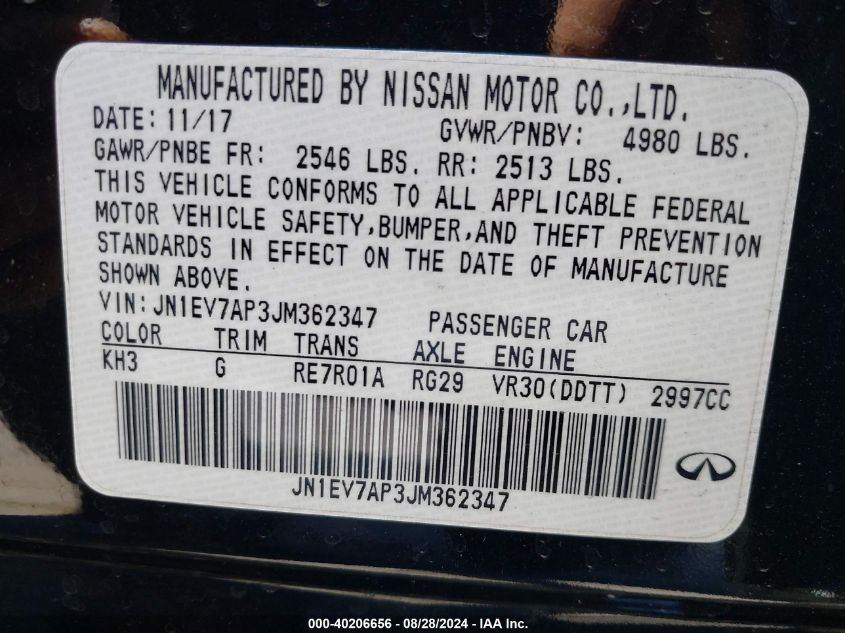 MANUFACTURED BY NISSAN MOTOR CO.,LTD.
DATE: 11/17 GVWR/PNBV: 4980 LBS.
GAWR/PNBE FR: 2546 LBS. RR: 2513 LBS.
THIS VEHICLE CONFORMS TO ALL APPLICABLE FEDERAL
MOTOR VEHICLE SAFETY,BUMPER,AND THEFT PREVENTION
STANDARDS IN EFFECT ON THE DATE OF MANUFACTURE
SHOWN ABOVE.
VIN:JN1EV7AP3JM362347 PASSENGER CAR
COLOR TRIM TRANS AXLE ENGINE
KH3 G RE7R01A RG29 VR30(DDTT) 2997CC
JN1EV7AP3JM362347
000-40206656 - 08/28/2024 - IAA Inc.